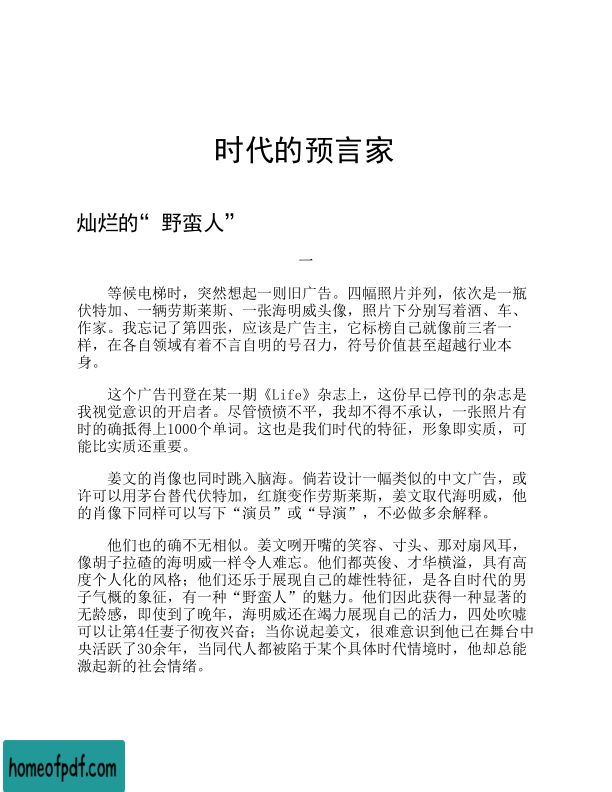 时代的预言家
灿烂的“野蛮人”
一
等候电梯时，突然想起一则旧广告。四幅照片并列，依次是一瓶
伏特加、一辆劳斯莱斯、一张海明威头像，照片下分别写着酒、车、
作家。我忘记了第四张，应该是广告主，它标榜自己就像前三者一
样，在各自领域有着不言自明的号召力，符号价值甚至超越行业本
身。
这个广告刊登在某一期《Life》杂志上，这份早已停刊的杂志是
我视觉意识的开启者。尽管愤愤不平，我却不得不承认，一张照片有
时的确抵得上1000个单词。这也是我们时代的特征，形象即实质，可
能比实质还重要。
姜文的肖像也同时跳入脑海。倘若设计一幅类似的中文广告，或
许可以用茅台替代伏特加，红旗变作劳斯莱斯，姜文取代海明威，他
的肖像下同样可以写下“演员”或“导演”，不必做多余解释。
他们也的确不无相似。姜文咧开嘴的笑容、寸头、那对扇风耳，
像胡子拉碴的海明威一样令人难忘。他们都英俊、才华横溢，具有高
度个人化的风格；他们还乐于展现自己的雄性特征，是各自时代的男
子气概的象征，有一种“野蛮人”的魅力。他们因此获得一种显著的
无龄感，即使到了晚年，海明威还在竭力展现自己的活力，四处吹嘘
可以让第4任妻子彻夜兴奋；当你说起姜文，很难意识到他已在舞台中
央活跃了30余年，当同代人都被陷于某个具体时代情境时，他却总能
激起新的社会情绪。
homeofpdf.com